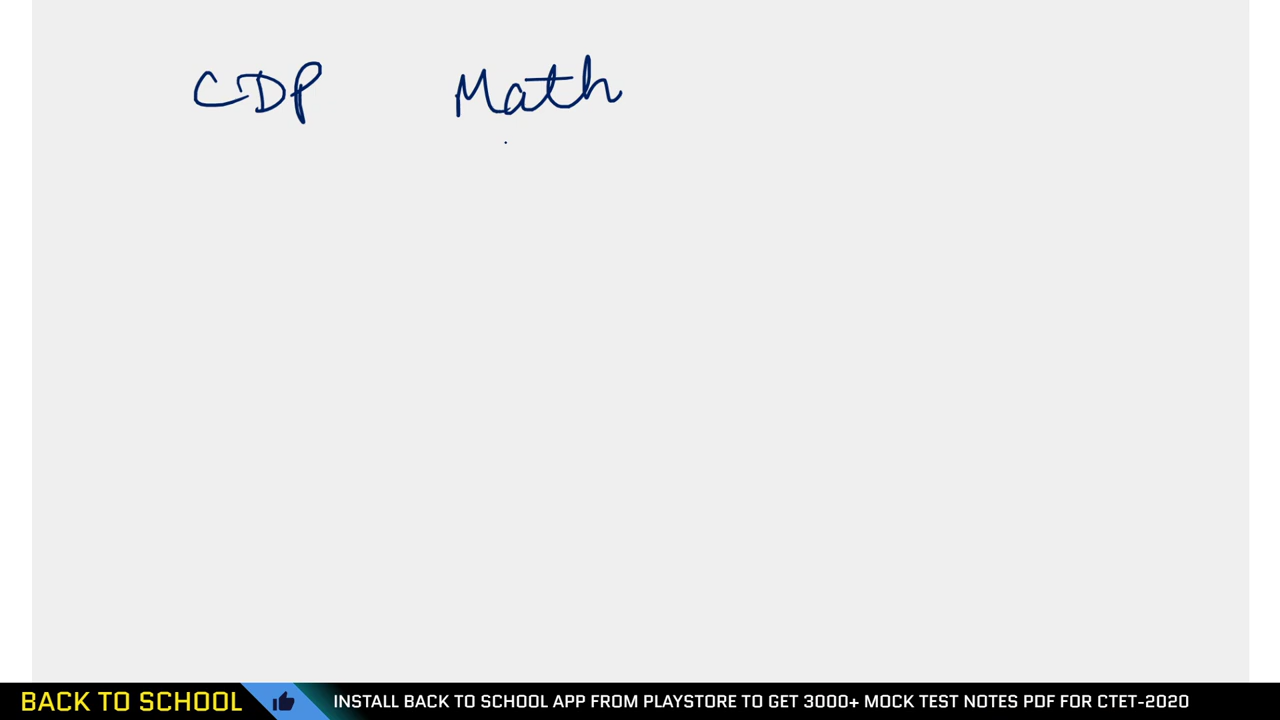 CDP Math
BACK TO SCHOOL INSTALL BACK TO SCHOOL APP FROM PLAYSTORE TO GET 3000+ MOCK TEST NOTES PDF FOR CTET-2020